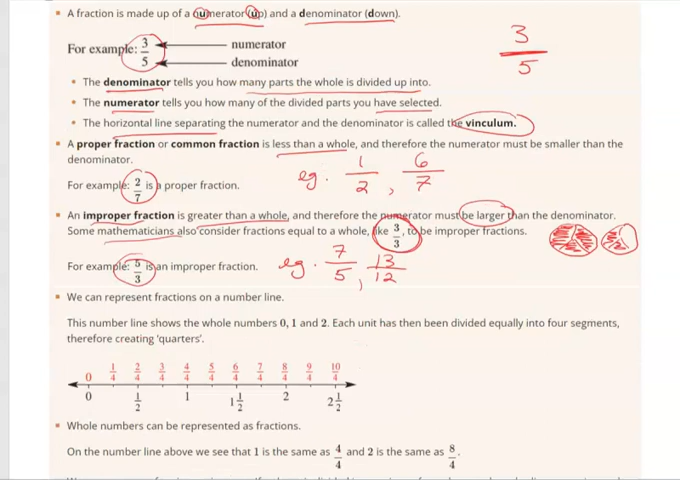 A fraction is made up of a numerator (up) and a denominator (down).
3
5
For example: 3/5 numerator
denominator
The denominator tells you how many parts the whole is divided up into.
The numerator tells you how many of the divided parts you have selected.
The horizontal line separating the numerator and the denominator is called the vinculum.
A proper fraction or common fraction is less than a whole, and therefore the numerator must be smaller than the
denominator.
eg. 1/2, 6/7
For example: 2/7 is a proper fraction.
An improper fraction is greater than a whole, and therefore the numerator must be larger than the denominator.
Some mathematicians also consider fractions equal to a whole, like 3/3, to be improper fractions.
For example: 5/3 is an improper fraction. eg. 7/5, 13/12
We can represent fractions on a number line.
This number line shows the whole numbers 0, 1 and 2. Each unit has then been divided equally into four segments,
therefore creating 'quarters'.
0 1/4 2/4 3/4 4/4 5/4 6/4 7/4 8/4 9/4 10/4
0 1/2 1 1 1/2 2 2 1/2
Whole numbers can be represented as fractions.
On the number line above we see that 1 is the same as 4/4 and 2 is the same as 8/4.